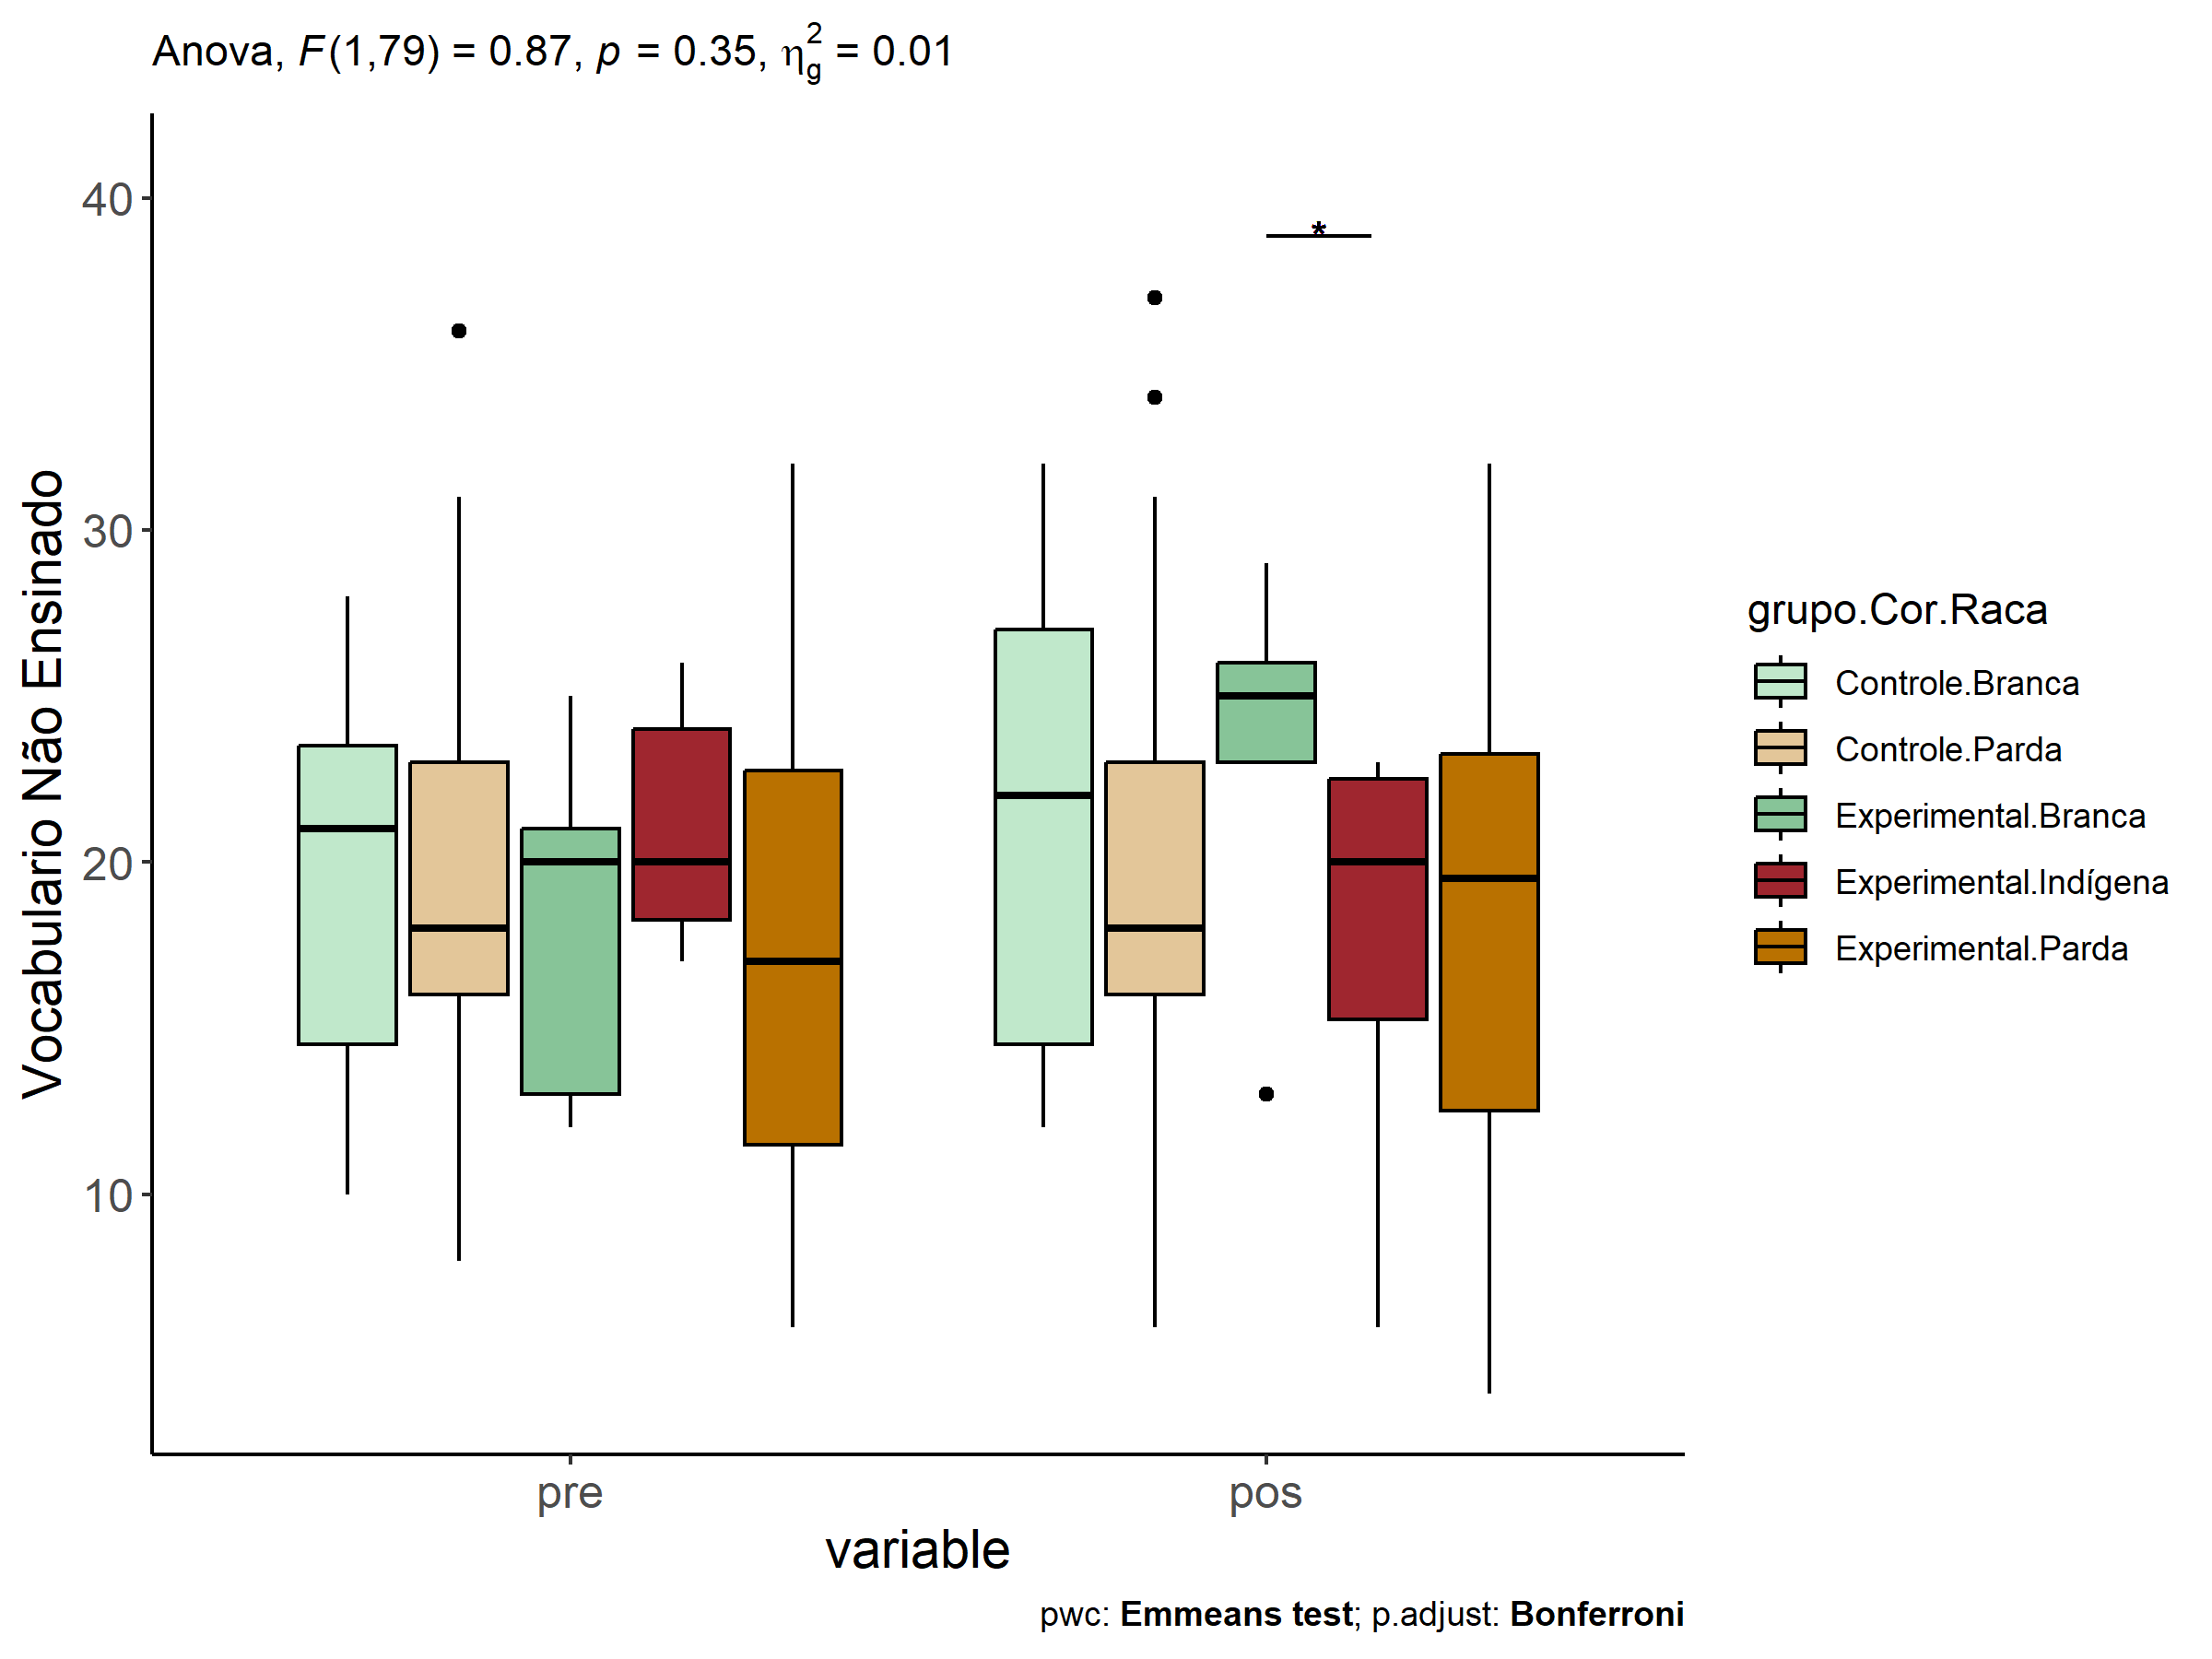 Anova, F(1,79) = 0.87, p = 0.35, η²g = 0.01
40
30
20
10
Vocabulario Não Ensinado
*
pre
pos
variable
grupo.Cor.Raca
Controle.Branca
Controle.Parda
Experimental.Branca
Experimental.Indígena
Experimental.Parda
pwc: Emmeans test; p.adjust: Bonferroni